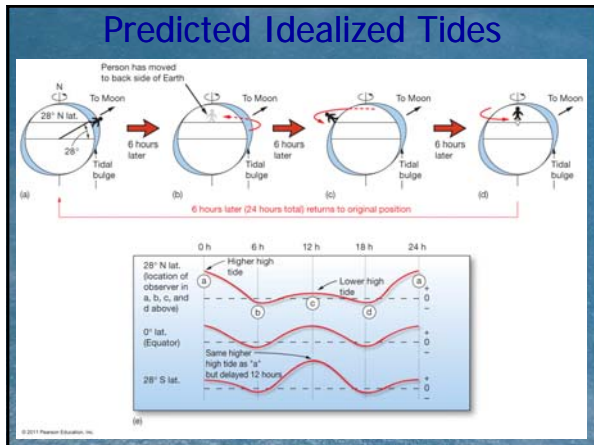 Predicted Idealized Tides
Person has moved
to back side of Earth
N
To Moon
28° N lat.
28°
Tidal
bulge
(a)
6 hours
later
To Moon
Tidal
bulge
(b)
6 hours
later
To Moon
Tidal
bulge
(c)
6 hours
later
To Moon
Tidal
bulge
(d)
6 hours later (24 hours total) returns to original position
0 h 6 h 12 h 18 h 24 h
28° N lat.
(location of
observer in
a, b, c, and
d above)
Higher high
tide
Lower high
tide
a
b
c
d
a
+
0
–
0° lat.
(Equator)
+
0
–
Same higher
high tide as "a"
but delayed 12 hours
28° S lat.
+
0
–
(e)
© 2011 Pearson Education, Inc.